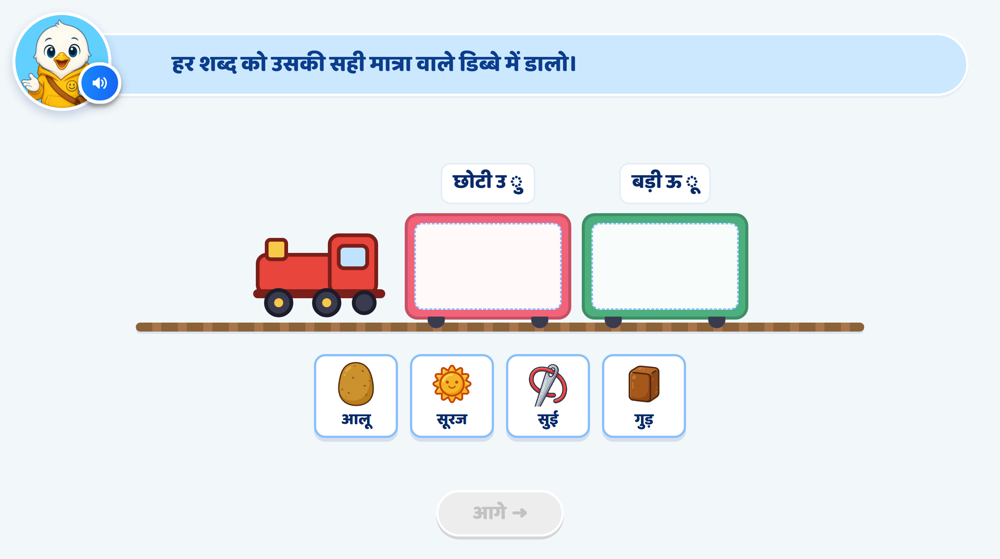 हर शब्द को उसकी सही मात्रा वाले डिब्बे में डालो।
छोटी उ ु
बड़ी ऊ ू
आलू
सूरज
सुई
गुड़
आगे →